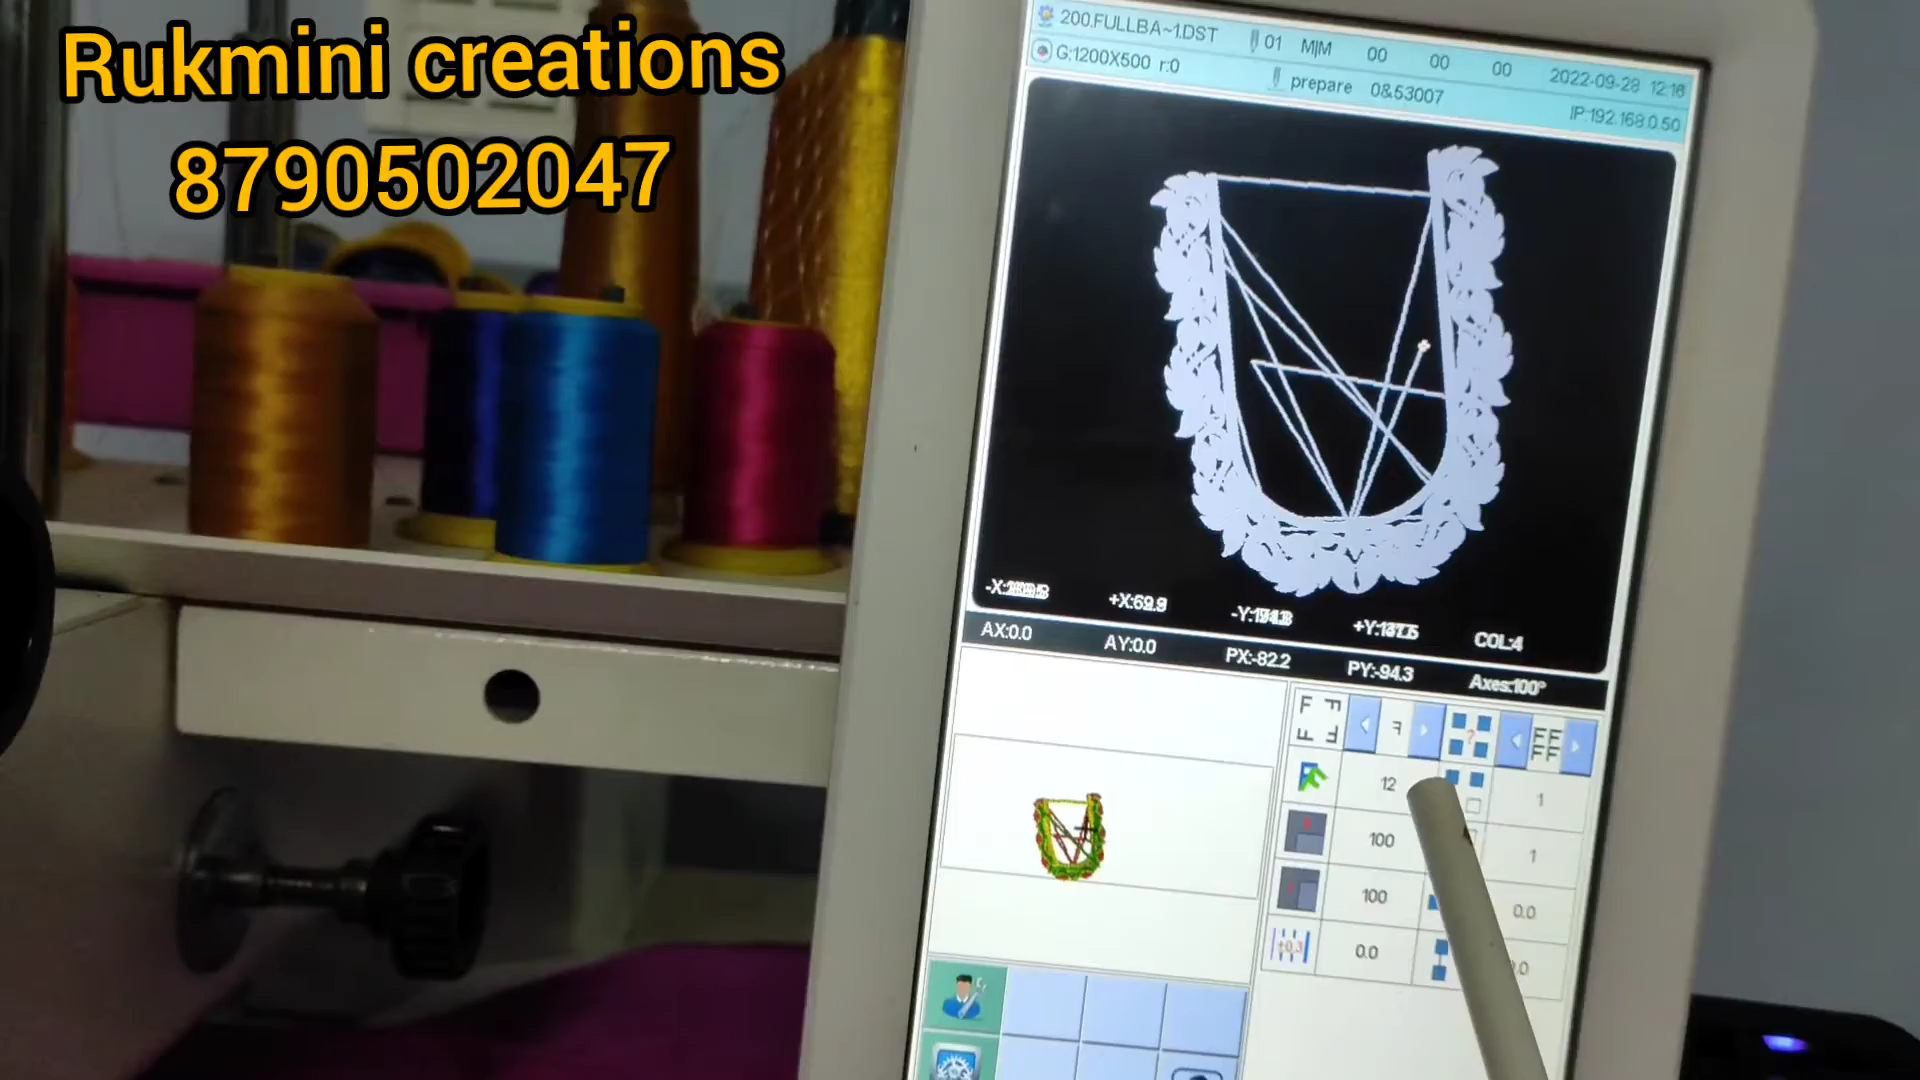 Rukmini creations
8790502047
200.FULLBA~1.DST 01 M|M 00 00 00 2022-09-28 12:16
G:1200X500 r:0 prepare 0&53007 IP:192.168.0.50
+X:69.9 COL:4
AX:0.0 AY:0.0 PX:-82.2 PY:-94.3 Axes:100°
12 1
100 1
100 0.0
0.0